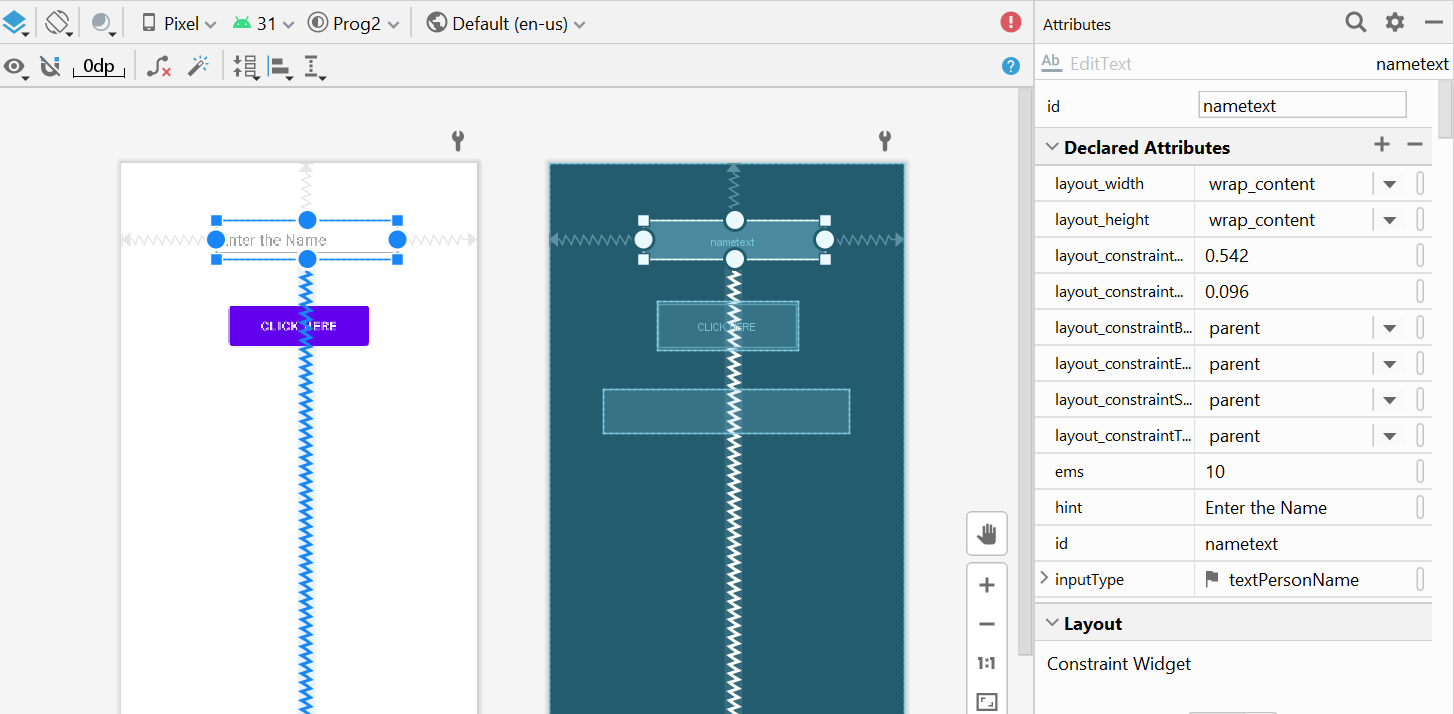 Pixel 31 Prog2 Default (en-us)
Attributes
0dp
Ab EditText nametext
id nametext
Declared Attributes
layout_width wrap_content
layout_height wrap_content
layout_constraint... 0.542
layout_constraint... 0.096
layout_constraintB... parent
layout_constraintE... parent
layout_constraintS... parent
layout_constraintT... parent
ems 10
hint Enter the Name
id nametext
inputType textPersonName
Layout
Constraint Widget
Enter the Name
CLICK HERE
nametext
CLICK HERE
1:1